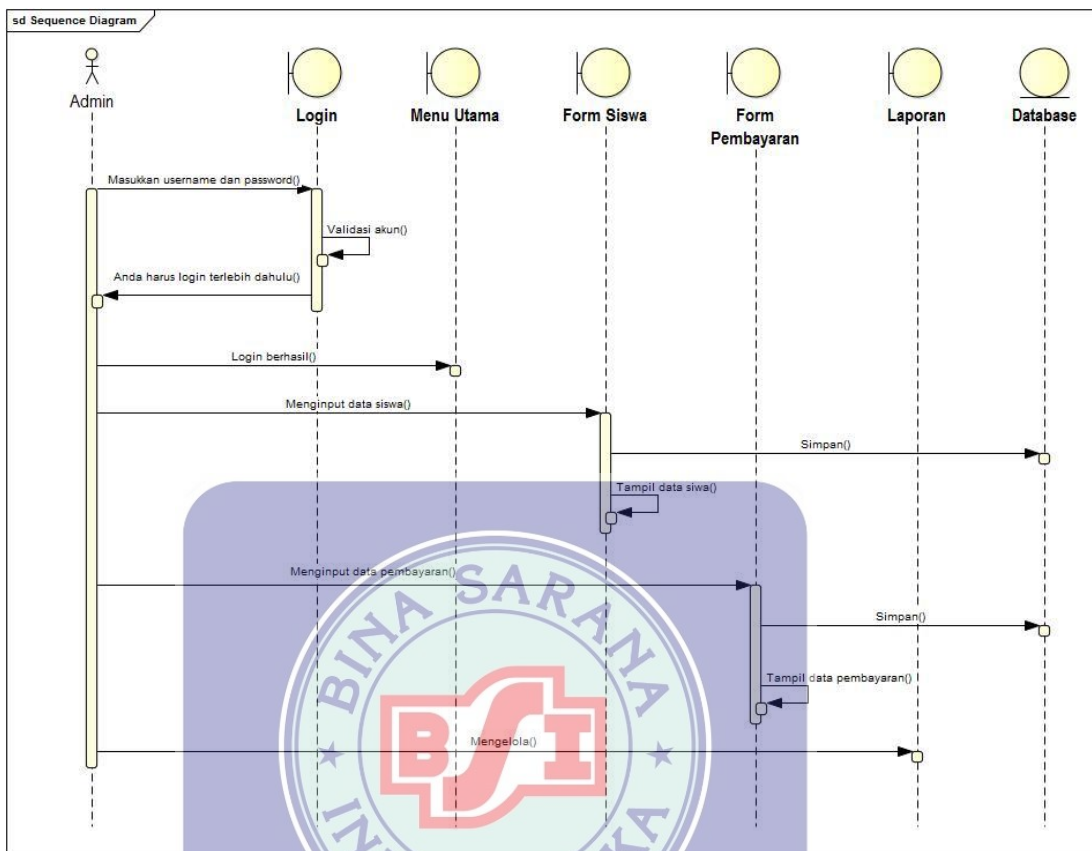 sd Sequence Diagram
Admin
Login
Menu Utama
Form Siswa
Form
Pembayaran
Laporan
Database
Masukkan username dan password()
Validasi akun()
Anda harus login terlebih dahulu()
Login berhasil()
Menginput data siswa()
Simpan()
Tampil data siwa()
Menginput data pembayaran()
Simpan()
Tampil data pembayaran()
Mengelola()
BINA SARANA
BSI